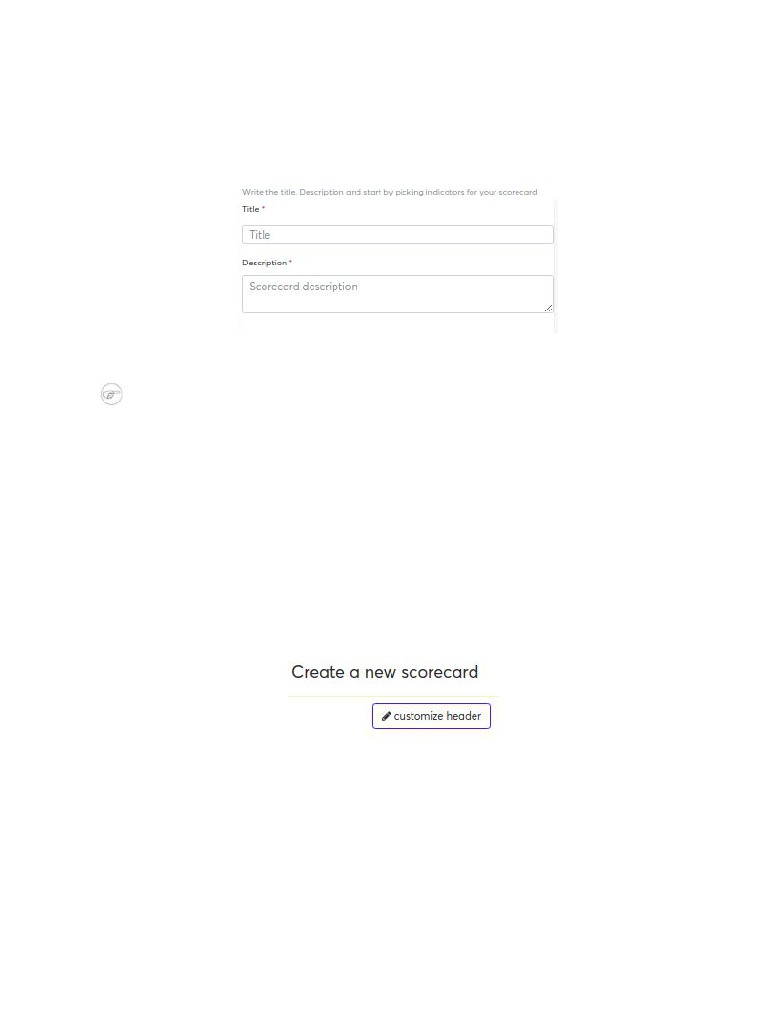 Write the title. Description and start by picking indicators for your scorecard
Title *
Title
Description *
Scorecard description
Create a new scorecard
customize header